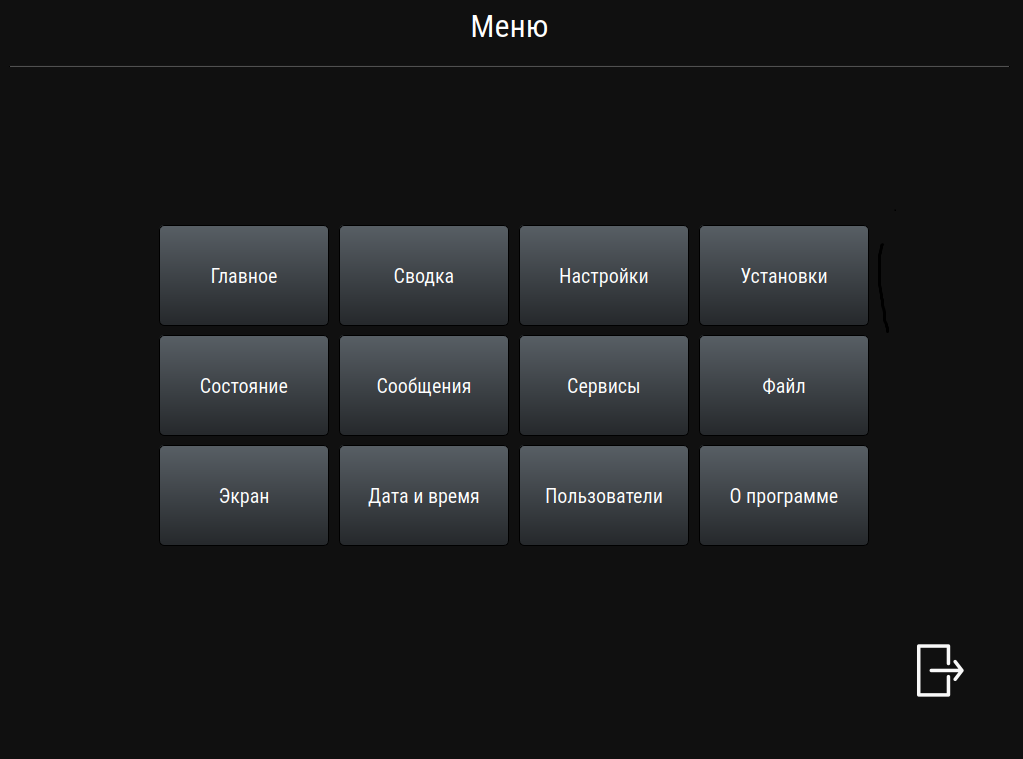 Меню
Главное Сводка Настройки Установки
Состояние Сообщения Сервисы Файл
Экран Дата и время Пользователи О программе